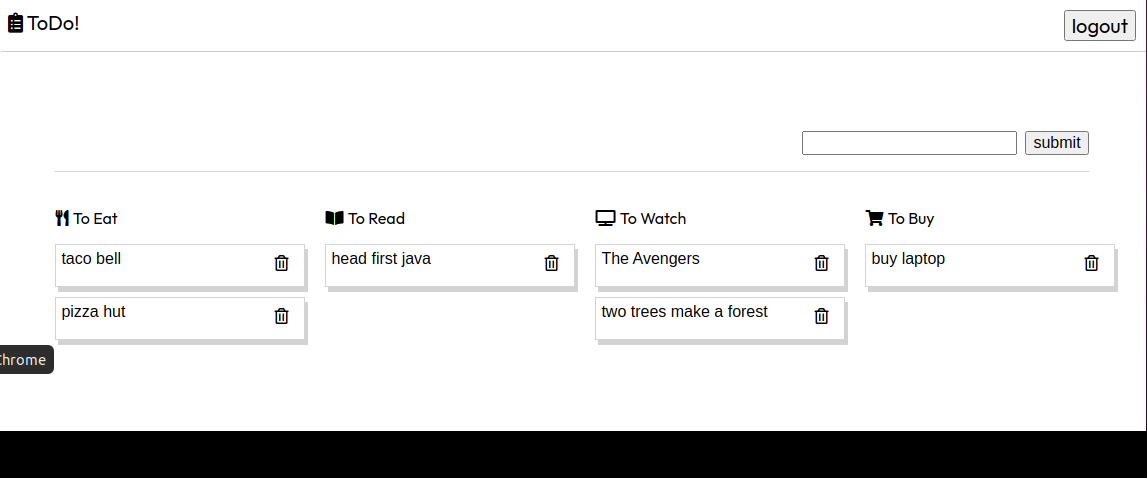 ToDo!
logout
submit
To Eat
To Read
To Watch
To Buy
taco bell
head first java
The Avengers
buy laptop
pizza hut
two trees make a forest
Chrome